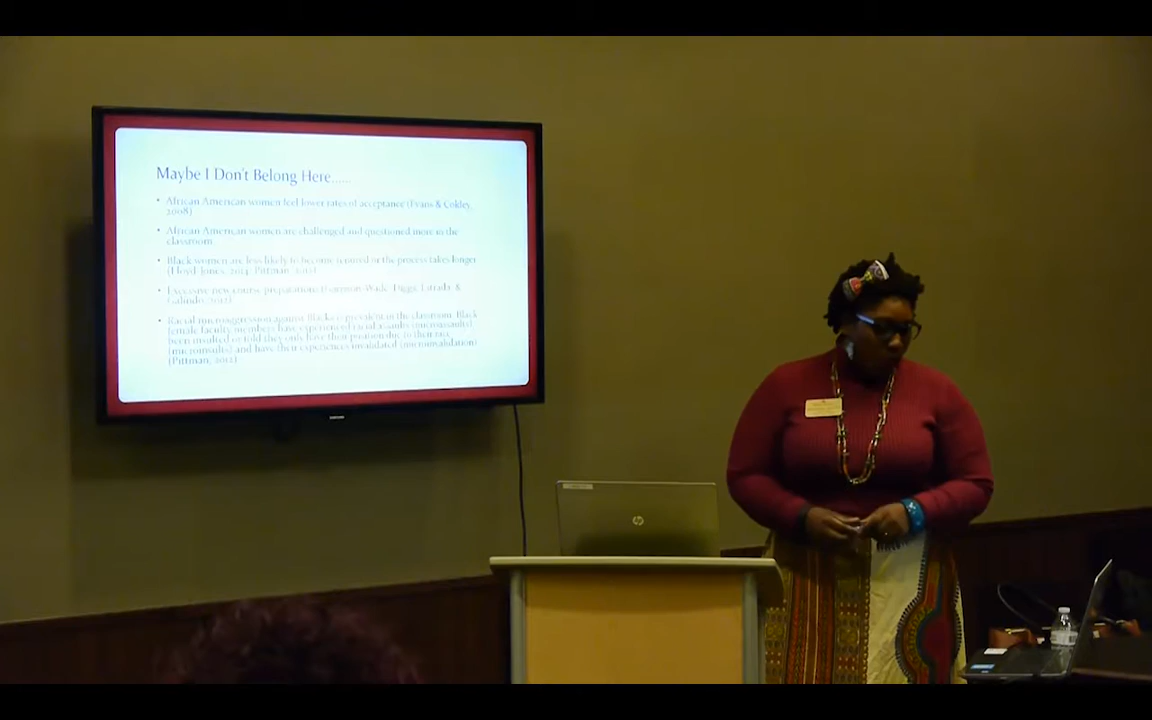 Maybe I Don't Belong Here.....
• African American women feel lower rates of acceptance (Evans & Cokley,
2008)
• African American women are challenged and questioned more in the
classroom
• Black women are less likely to become tenured or the process takes longer
(Lloyd-Jones, 2014; Pittman,
• Excessive new course preparations
Galindo, 2012)
• Racial microaggression against Blacks is prevalent in the classroom. Black
female faculty members have experienced racial assaults (microassaults)
been insulted or told they only have their position due to their race
(microinsults) and have their experiences invalidated (microinvalidation)
(Pittman, 2012)
SAMSUNG
hp